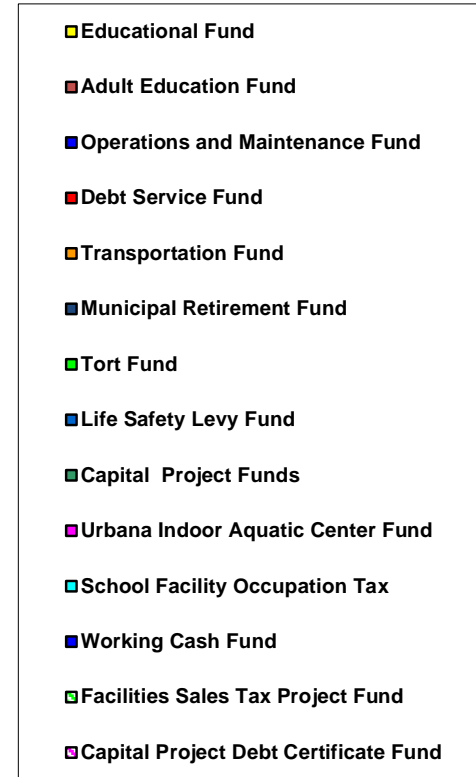 Educational Fund
Adult Education Fund
Operations and Maintenance Fund
Debt Service Fund
Transportation Fund
Municipal Retirement Fund
Tort Fund
Life Safety Levy Fund
Capital  Project Funds
Urbana Indoor Aquatic Center Fund
School Facility Occupation Tax
Working Cash Fund
Facilities Sales Tax Project Fund
Capital Project Debt Certificate Fund